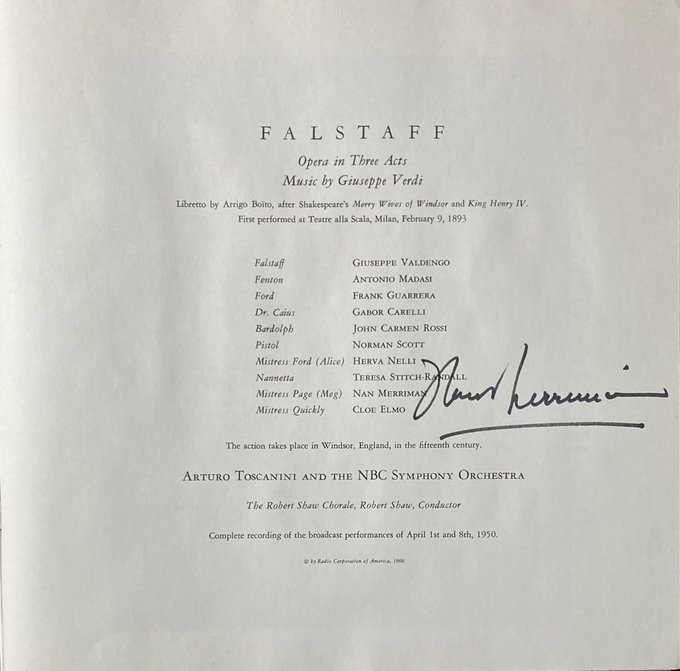 FALSTAFF
Opera in Three Acts
Music by Giuseppe Verdi
Libretto by Arrigo Boïto, after Shakespeare's Merry Wives of Windsor and King Henry IV.
First performed at Teatre alla Scala, Milan, February 9, 1893
Falstaff GIUSEPPE VALDENGO
Fenton ANTONIO MADASI
Ford FRANK GUARRERA
Dr. Caius GABOR CARELLI
Bardolph JOHN CARMEN ROSSI
Pistol NORMAN SCOTT
Mistress Ford (Alice) HERVA NELLI
Nannetta TERESA STITCH-RANDALL
Mistress Page (Meg) NAN MERRIMAN
Nan Merriman
Mistress Quickly CLOE ELMO
The action takes place in Windsor, England, in the fifteenth century.
ARTURO TOSCANINI AND THE NBC SYMPHONY ORCHESTRA
The Robert Shaw Chorale, Robert Shaw, Conductor
Complete recording of the broadcast performances of April 1st and 8th, 1950.
© by Radio Corporation of America, 1960